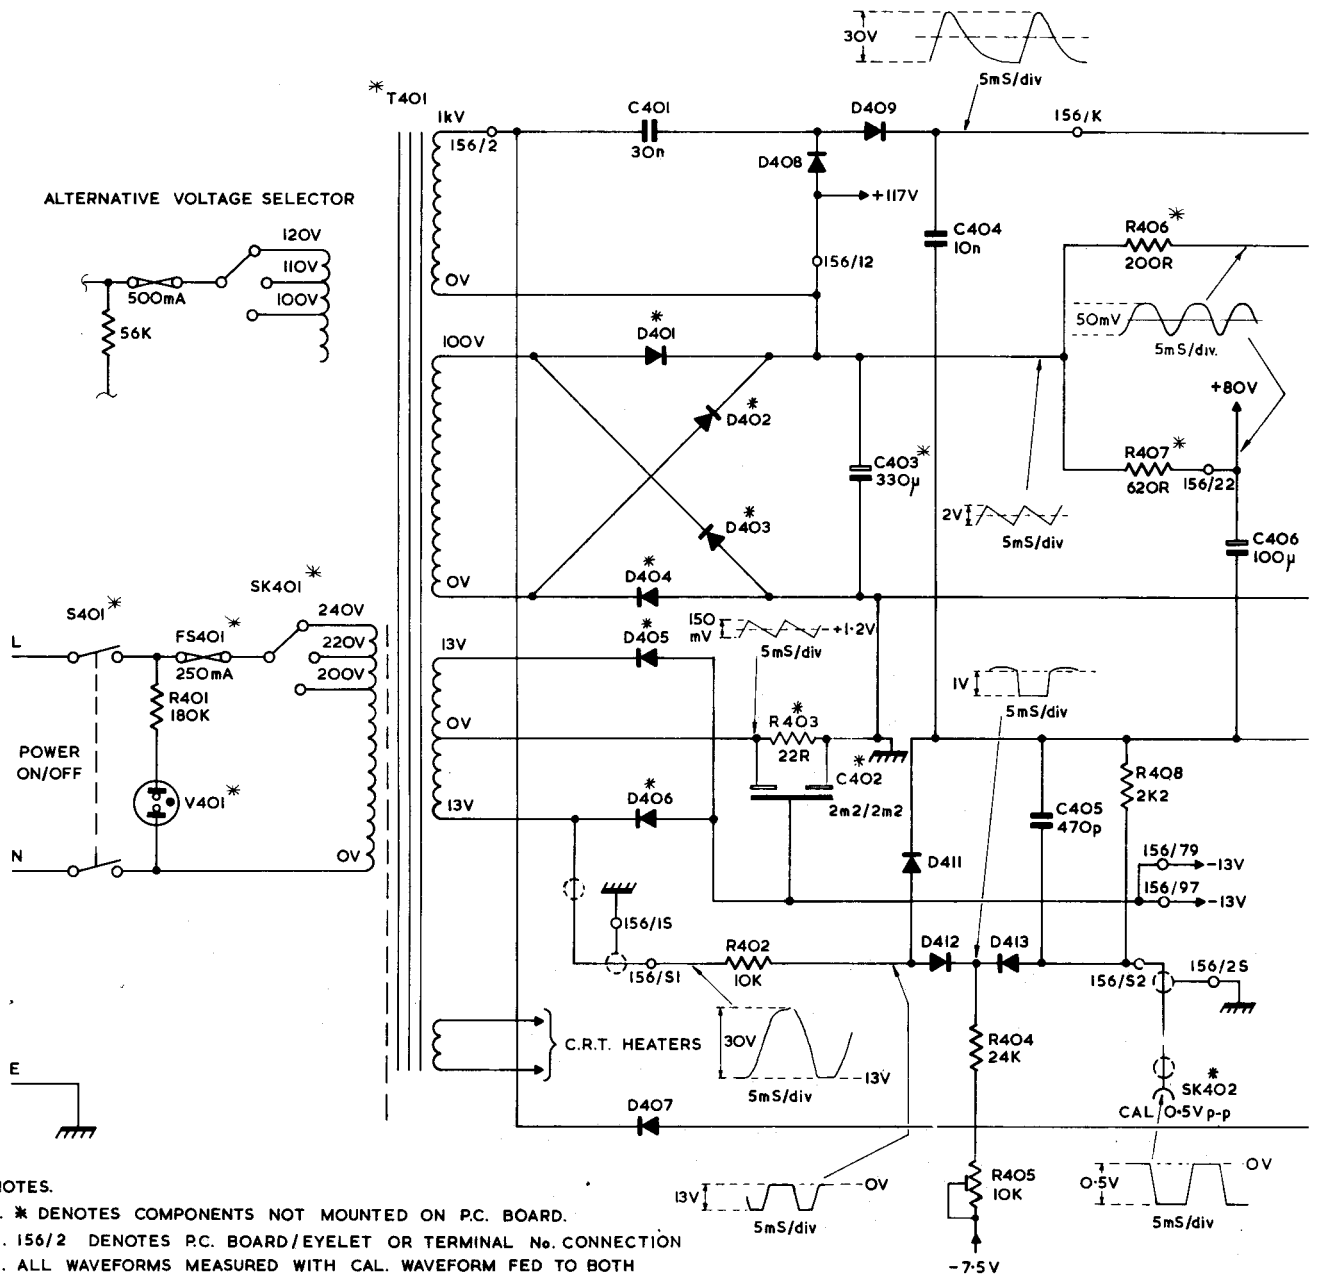 30V
5mS/div
* T401
1kV
156/2
C401
30n
D409
156/K
D408
+117V
156/12
C404
10n
R406 *
200R
50mV
5mS/div.
+80V
ALTERNATIVE VOLTAGE SELECTOR
120V
110V
100V
500mA
56K
0V
100V
*
D401
*
D402
*
D403
*
D404
0V
C403 *
330µ
2V
5mS/div
R407 *
620R
156/22
C406
100µ
S401 *
FS401 *
250mA
SK401 *
240V
220V
200V
L
R401
180K
POWER
ON/OFF
V401 *
N
0V
13V
*
D405
150
mV
+1·2V
5mS/div
0V
*
R403
22R
*
C402
2m2/2m2
13V
*
D406
1V
5mS/div
R408
2K2
C405
470p
D411
156/79
-13V
156/97
-13V
156/1S
156/S1
R402
10K
D412
D413
156/S2
156/2S
30V
-13V
5mS/div
C.R.T. HEATERS
R404
24K
*
SK402
CAL 0·5V p-p
E
D407
13V
0V
5mS/div
R405
10K
-7·5V
0·5V
0V
5mS/div
NOTES.
. * DENOTES COMPONENTS NOT MOUNTED ON P.C. BOARD.
. 156/2 DENOTES P.C. BOARD/EYELET OR TERMINAL No. CONNECTION
. ALL WAVEFORMS MEASURED WITH CAL. WAVEFORM FED TO BOTH